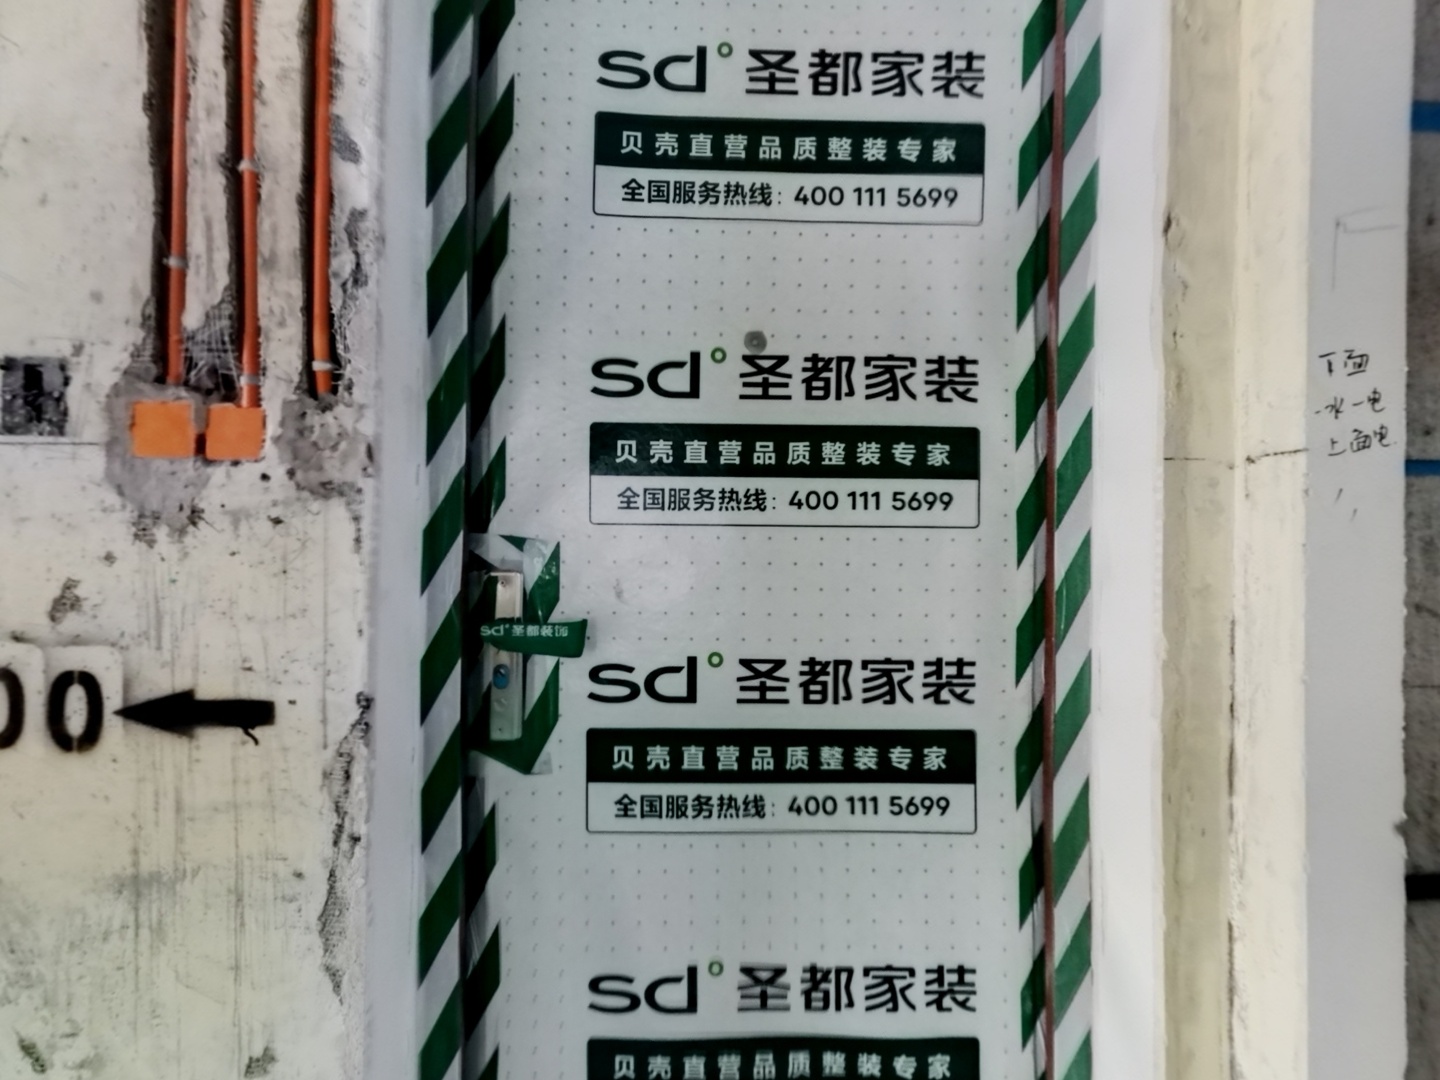 sd°圣都家装
贝壳直营品质整装专家
全国服务热线：400 111 5699
sd°圣都家装
贝壳直营品质整装专家
全国服务热线：400 111 5699
下面
一水一电
上面电
sd°圣都装饰
sd°圣都家装
贝壳直营品质整装专家
全国服务热线：400 111 5699
00
sd°圣都家装
贝壳直营品质整装专家